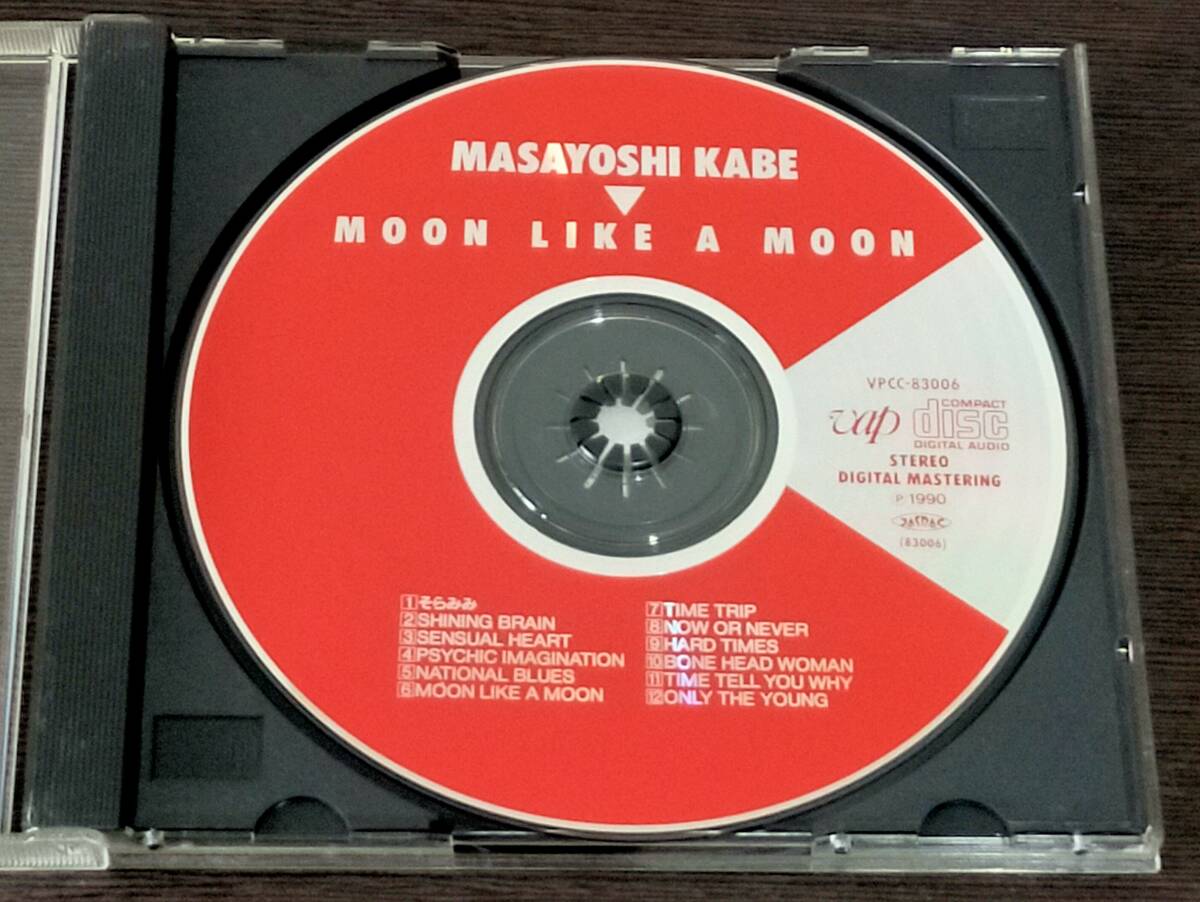 MASAYOSHI KABE
MOON LIKE A MOON
VPCC-83006
vap
COMPACT
disc
DIGITAL AUDIO
STEREO
DIGITAL MASTERING
Ⓟ 1990
JASRAC
(83006)
1 そらみみ
2 SHINING BRAIN
3 SENSUAL HEART
4 PSYCHIC IMAGINATION
5 NATIONAL BLUES
6 MOON LIKE A MOON
7 TIME TRIP
8 NOW OR NEVER
9 HARD TIMES
10 BONE HEAD WOMAN
11 TIME TELL YOU WHY
12 ONLY THE YOUNG